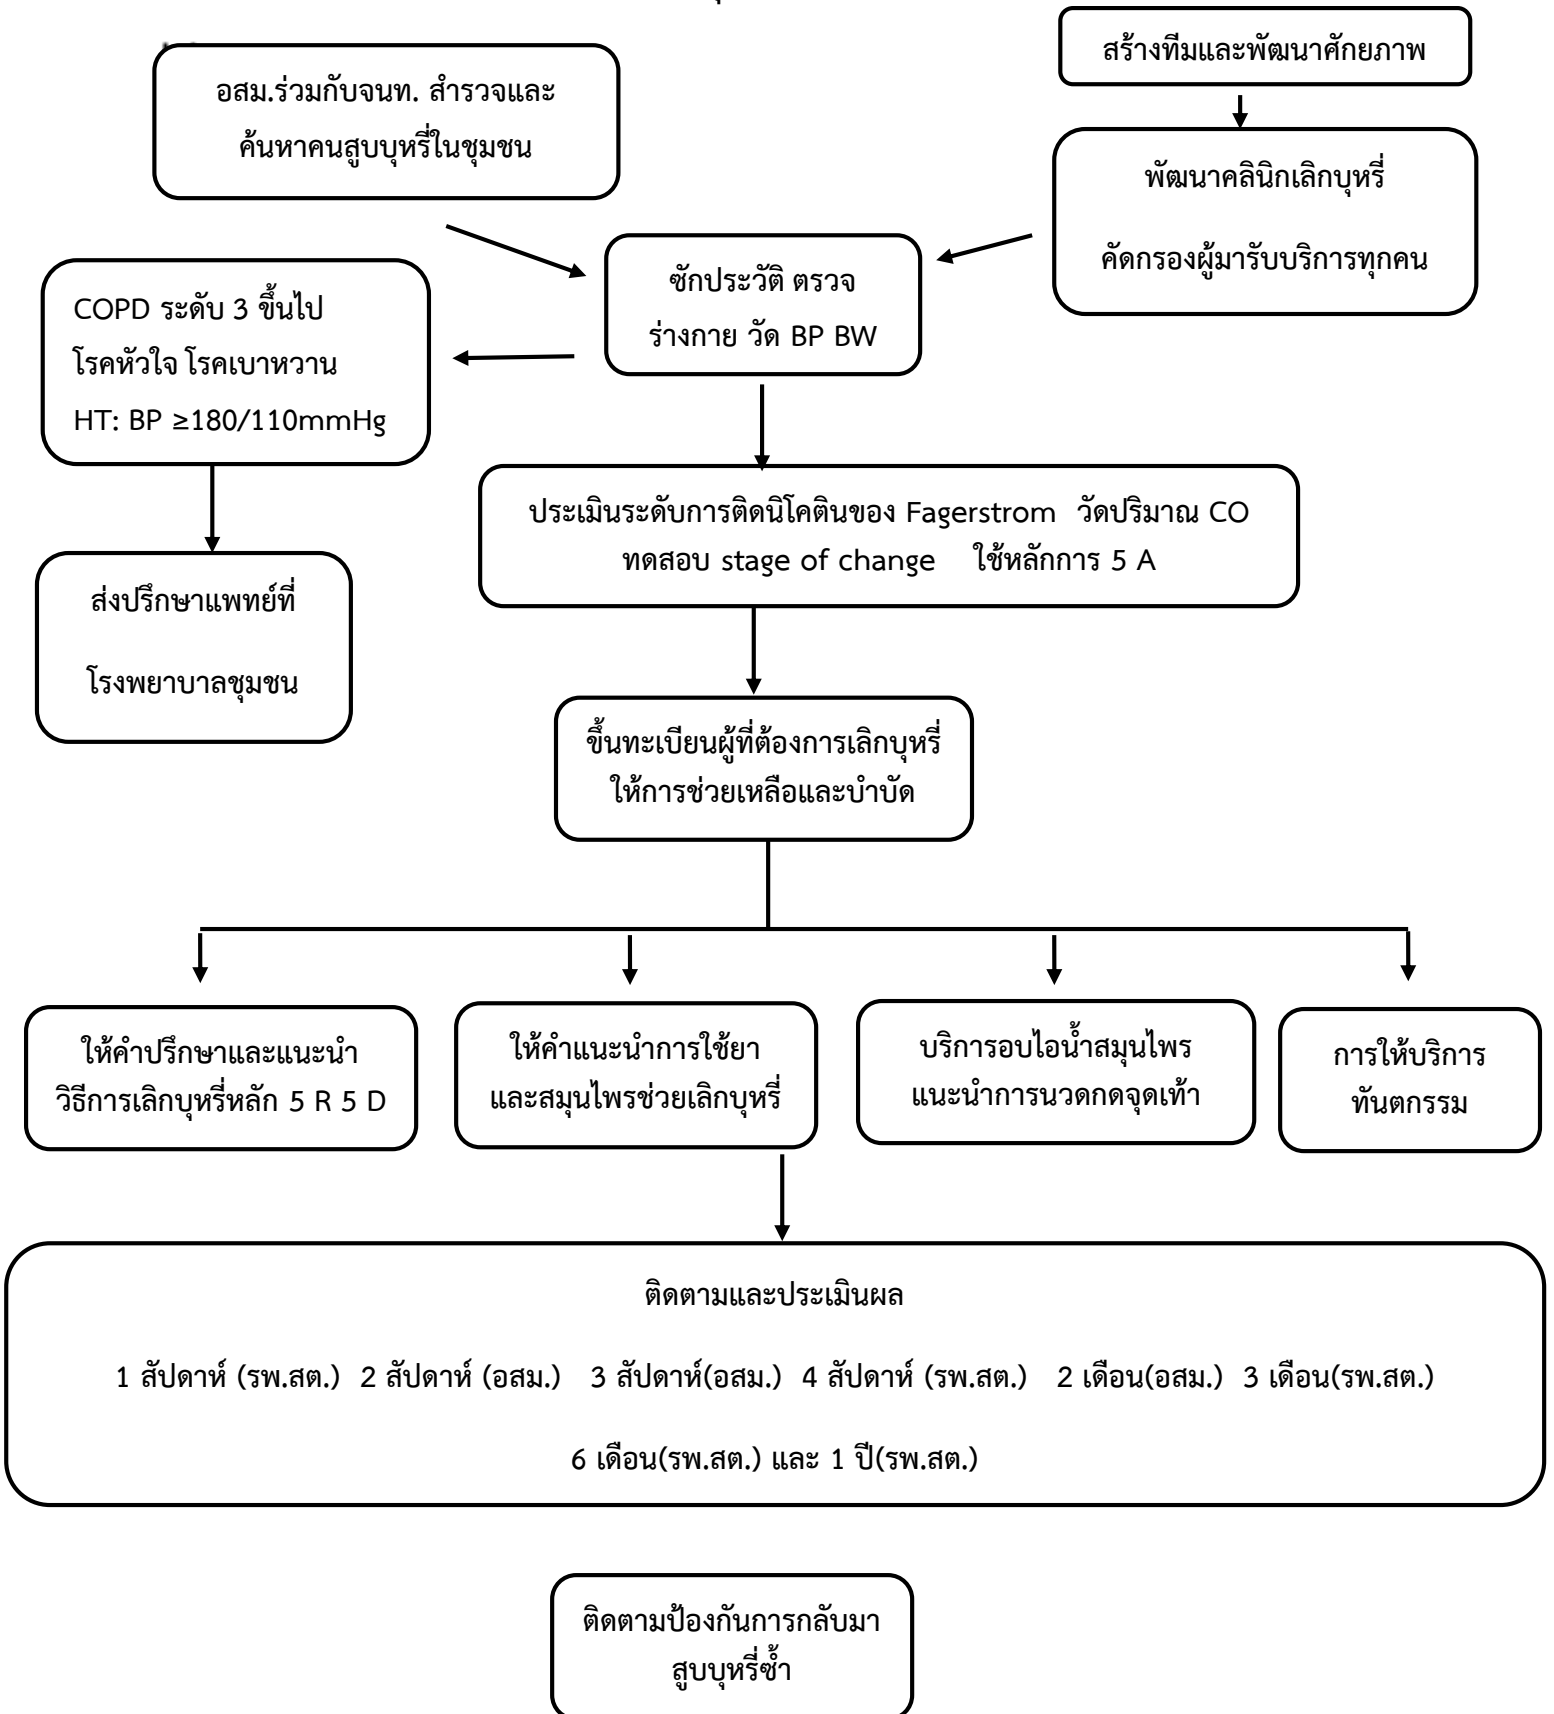 สร้างทีมและพัฒนาศักยภาพ
อสม.ร่วมกับจนท. สำรวจและ
ค้นหาคนสูบบุหรี่ในชุมชน
พัฒนาคลินิกเลิกบุหรี่
คัดกรองผู้มารับบริการทุกคน
ซักประวัติ ตรวจ
ร่างกาย วัด BP BW
COPD ระดับ 3 ขึ้นไป
โรคหัวใจ โรคเบาหวาน
HT: BP ≥180/110mmHg
ประเมินระดับการติดนิโคตินของ Fagerstrom วัดปริมาณ CO
ทดสอบ stage of change ใช้หลักการ 5 A
ส่งปรึกษาแพทย์ที่
โรงพยาบาลชุมชน
ขึ้นทะเบียนผู้ที่ต้องการเลิกบุหรี่
ให้การช่วยเหลือและบำบัด
ให้คำปรึกษาและแนะนำ
วิธีการเลิกบุหรี่หลัก 5 R 5 D
ให้คำแนะนำการใช้ยา
และสมุนไพรช่วยเลิกบุหรี่
บริการอบไอน้ำสมุนไพร
แนะนำการนวดกดจุดเท้า
การให้บริการ
ทันตกรรม
ติดตามและประเมินผล
1 สัปดาห์ (รพ.สต.) 2 สัปดาห์ (อสม.) 3 สัปดาห์(อสม.) 4 สัปดาห์ (รพ.สต.) 2 เดือน(อสม.) 3 เดือน(รพ.สต.)
6 เดือน(รพ.สต.) และ 1 ปี(รพ.สต.)
ติดตามป้องกันการกลับมา
สูบบุหรี่ซ้ำ